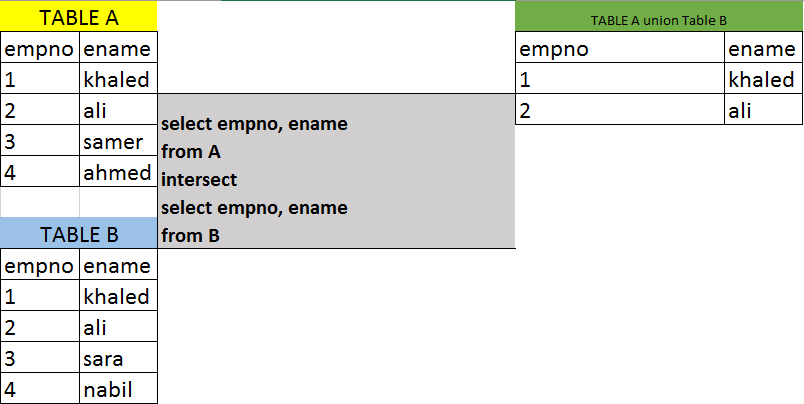 TABLE A
empno ename
1 khaled
2 ali
3 samer
4 ahmed
select empno, ename
from A
intersect
select empno, ename
from B
TABLE B
empno ename
1 khaled
2 ali
3 sara
4 nabil
TABLE A union Table B
empno ename
1 khaled
2 ali